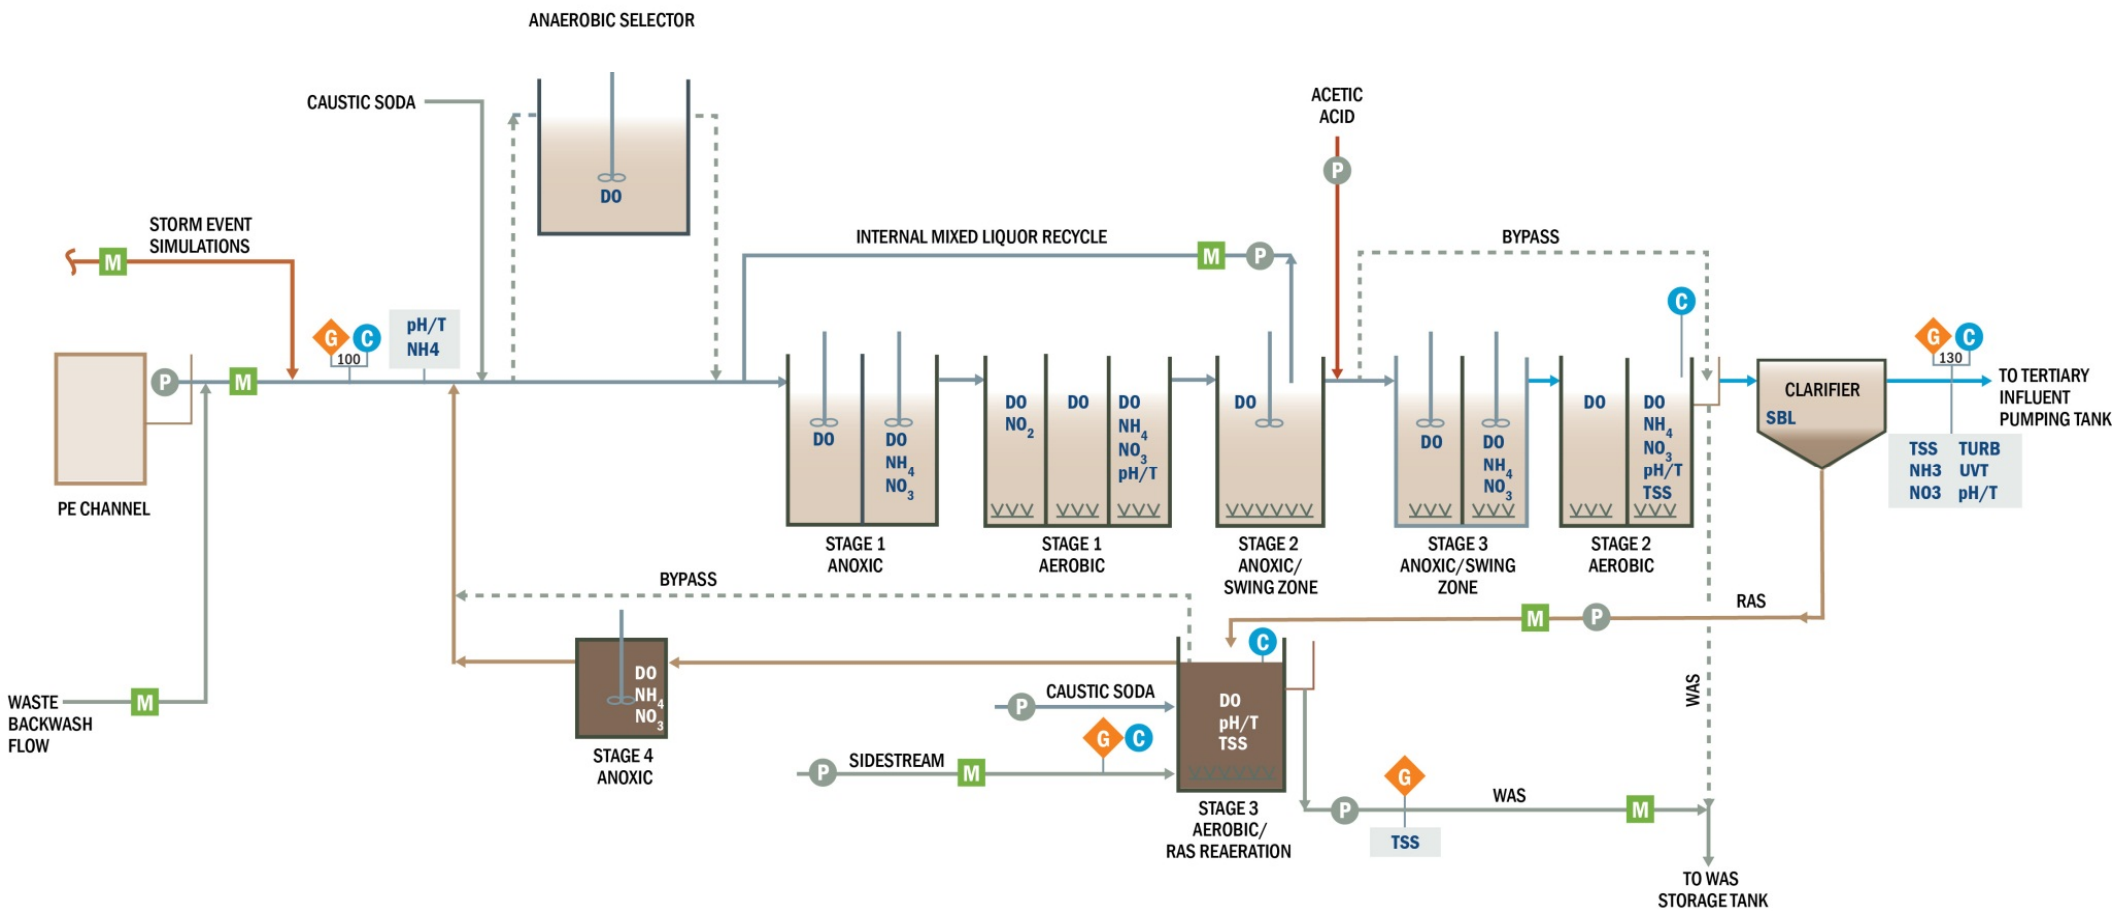 ANAEROBIC SELECTOR
CAUSTIC SODA
DO
ACETIC
ACID
P
STORM EVENT
SIMULATIONS
M
INTERNAL MIXED LIQUOR RECYCLE
M
P
BYPASS
G
C
100
pH/T
NH4
P
M
PE CHANNEL
DO
DO
NH4
NO3
STAGE 1
ANOXIC
DO
NO2
DO
DO
NH4
NO3
pH/T
STAGE 1
AEROBIC
DO
STAGE 2
ANOXIC/
SWING ZONE
DO
DO
NH4
NO3
STAGE 3
ANOXIC/SWING
ZONE
C
DO
DO
NH4
NO3
pH/T
TSS
STAGE 2
AEROBIC
CLARIFIER
SBL
G
C
130
TO TERTIARY
INFLUENT
PUMPING TANK
TSS TURB
NH3 UVT
NO3 pH/T
BYPASS
M
P
RAS
WASTE
BACKWASH
FLOW
M
DO
NH4
NO3
STAGE 4
ANOXIC
P
CAUSTIC SODA
G
C
P
SIDESTREAM
M
C
DO
pH/T
TSS
STAGE 3
AEROBIC/
RAS REAERATION
WAS
G
P
WAS
M
TSS
TO WAS
STORAGE TANK